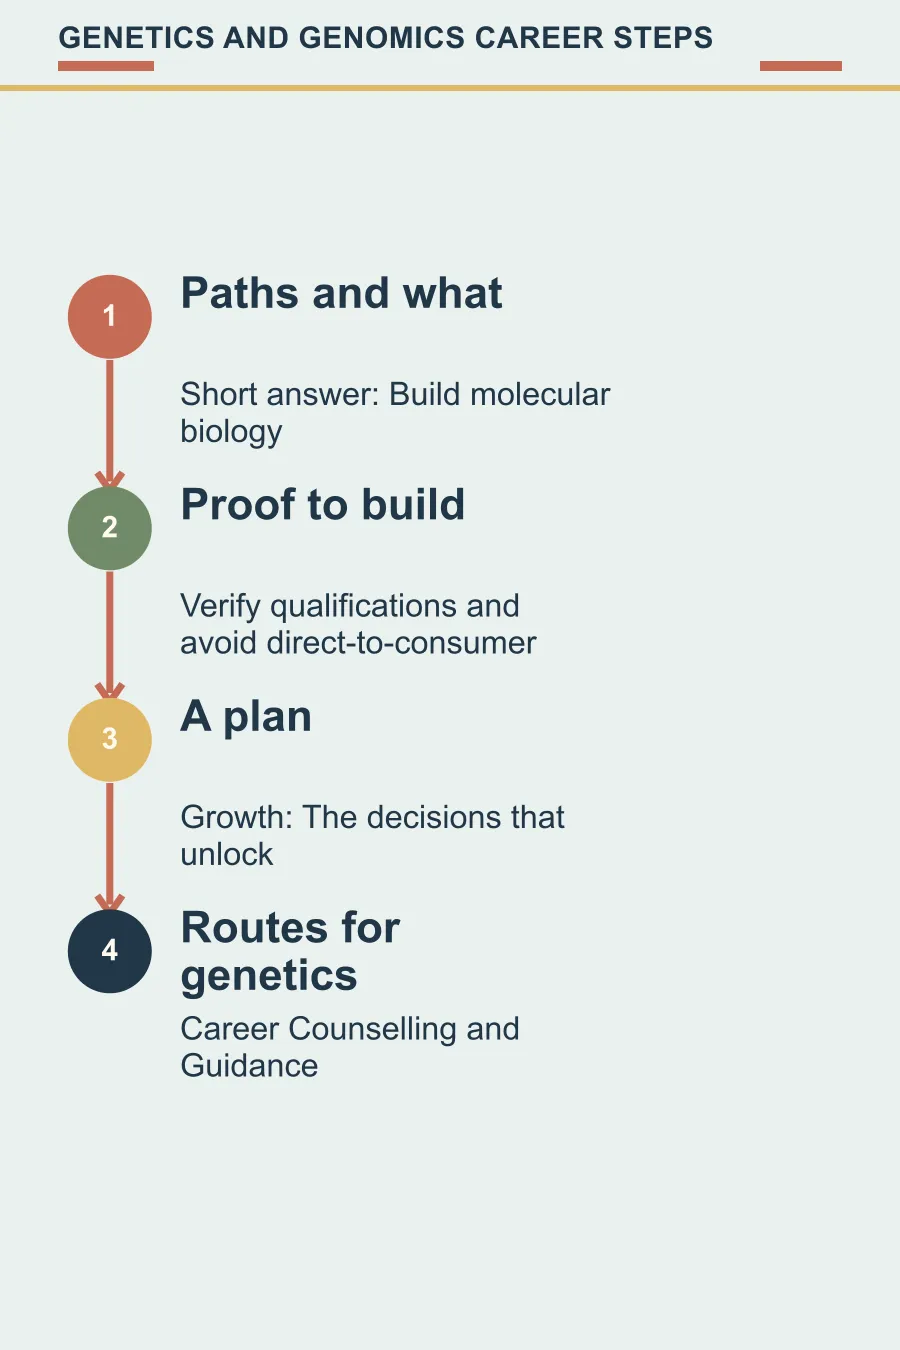 GENETICS AND GENOMICS CAREER STEPS
1
Paths and what
Short answer: Build molecular
biology
2
Proof to build
Verify qualifications and
avoid direct-to-consumer
3
A plan
Growth: The decisions that
unlock
4
Routes for
genetics
Career Counselling and
Guidance